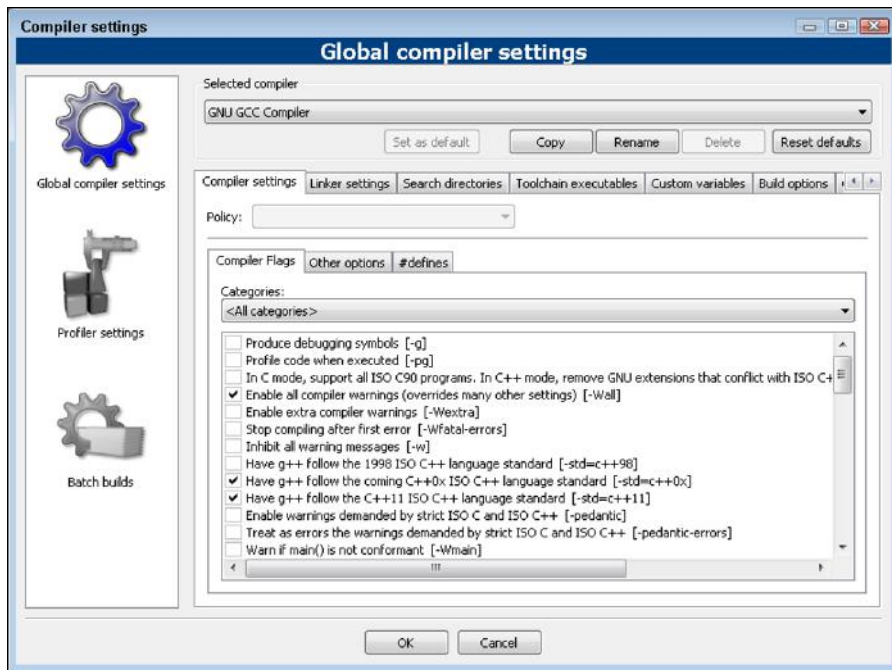 Compiler settings
Global compiler settings
Global compiler settings
Profiler settings
Batch builds
Selected compiler
GNU GCC Compiler
Set as default Copy Rename Delete Reset defaults
Compiler settings Linker settings Search directories Toolchain executables Custom variables Build options
Policy:
Compiler Flags Other options #defines
Categories:
<All categories>
Produce debugging symbols [-g]
Profile code when executed [-pg]
In C mode, support all ISO C90 programs. In C++ mode, remove GNU extensions that conflict with ISO C+
Enable all compiler warnings (overrides many other settings) [-Wall]
Enable extra compiler warnings [-Wextra]
Stop compiling after first error [-Wfatal-errors]
Inhibit all warning messages [-w]
Have g++ follow the 1998 ISO C++ language standard [-std=c++98]
Have g++ follow the coming C++0x ISO C++ language standard [-std=c++0x]
Have g++ follow the C++11 ISO C++ language standard [-std=c++11]
Enable warnings demanded by strict ISO C and ISO C++ [-pedantic]
Treat as errors the warnings demanded by strict ISO C and ISO C++ [-pedantic-errors]
Warn if main() is not conformant [-Wmain]
OK Cancel